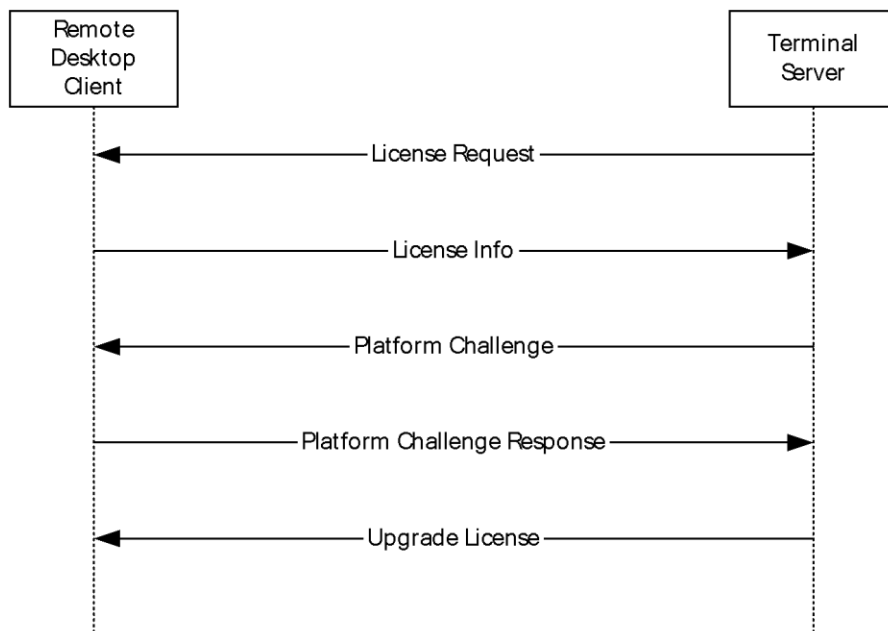 Remote
Desktop
Client
Terminal
Server
License Request
License Info
Platform Challenge
Platform Challenge Response
Upgrade License